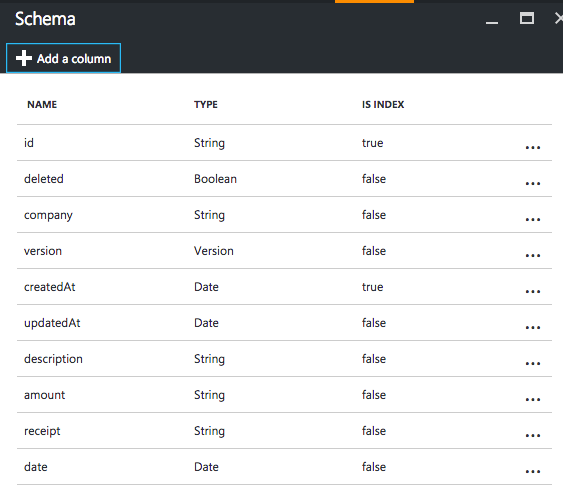 Schema
Add a column
NAME TYPE IS INDEX
id String true ...
deleted Boolean false ...
company String false ...
version Version false ...
createdAt Date true ...
updatedAt Date false ...
description String false ...
amount String false ...
receipt String false ...
date Date false ...